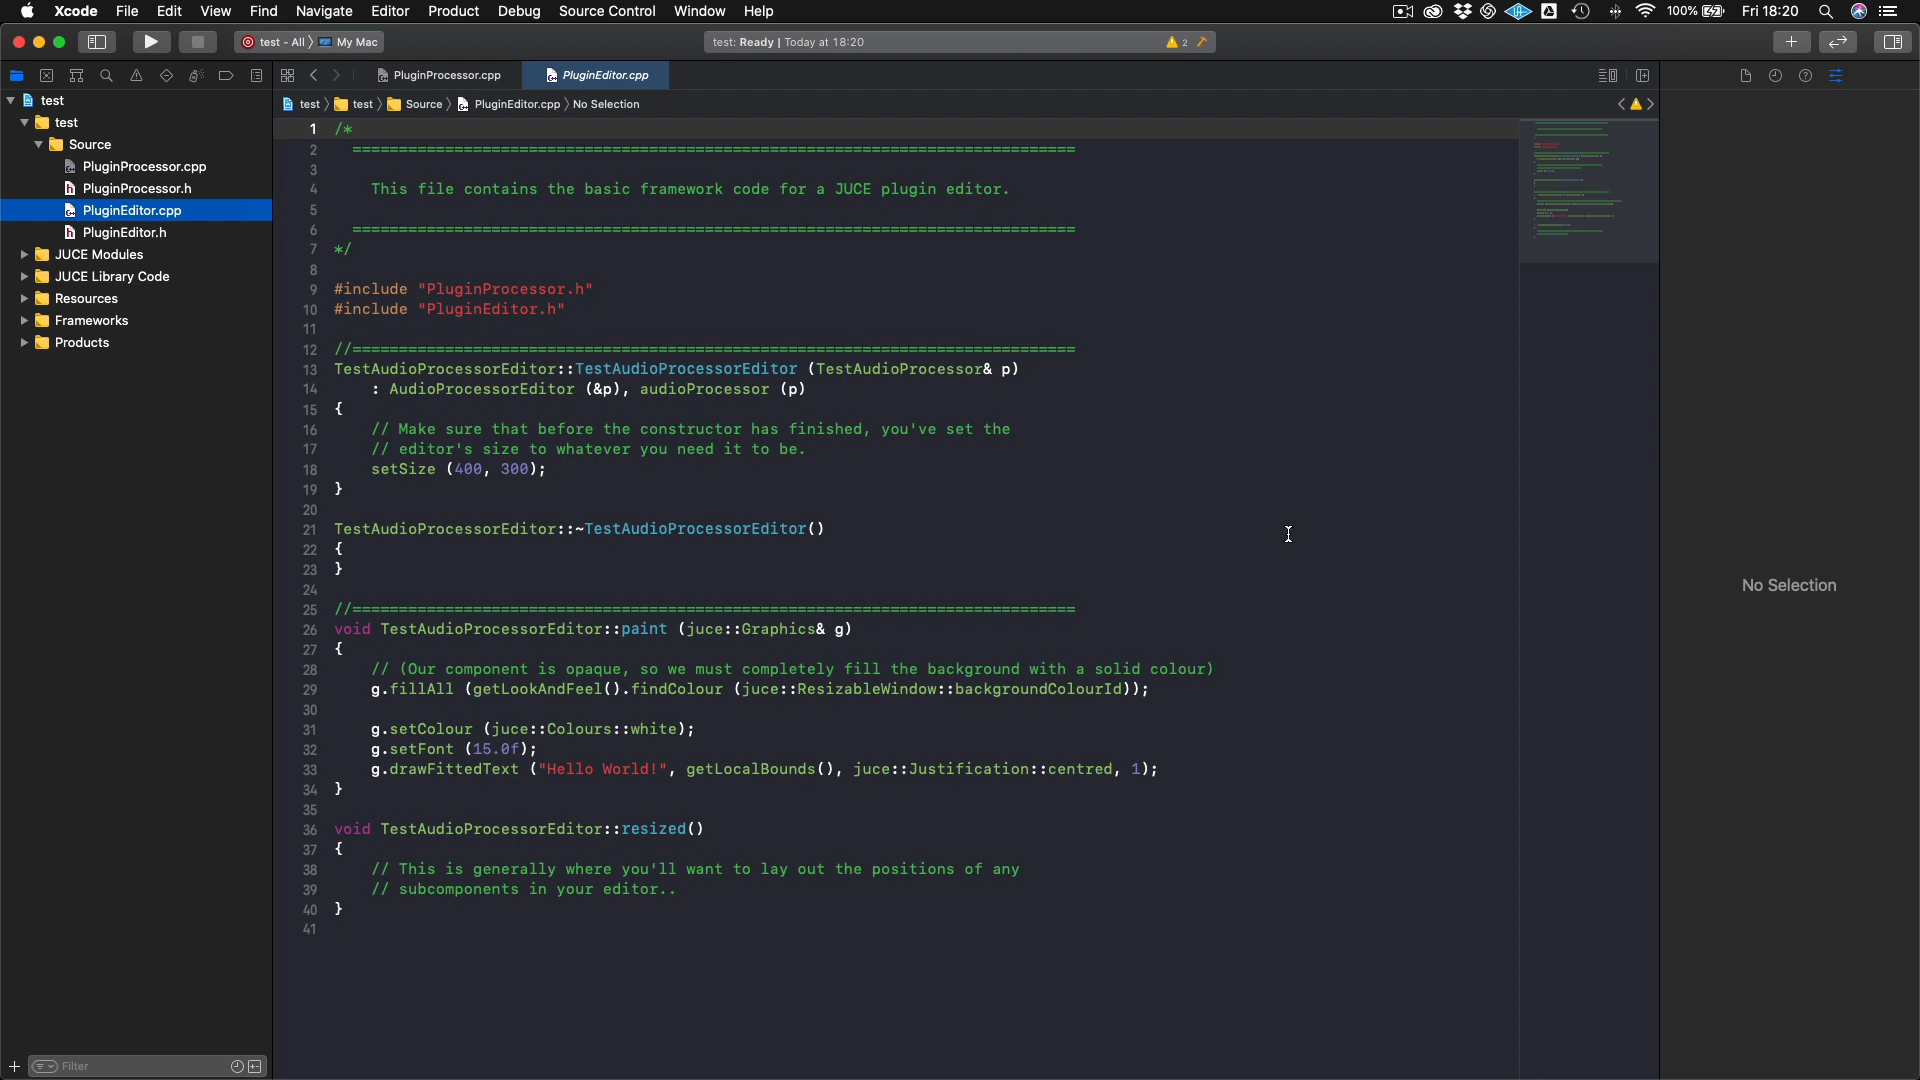 Xcode File Edit View Find Navigate Editor Product Debug Source Control Window Help 100% Fri 18:20
test - All 〉 My Mac
test: Ready | Today at 18:20
2
PluginProcessor.cpp
PluginEditor.cpp
test 〉 test 〉 Source 〉 PluginEditor.cpp 〉 No Selection
test
test
Source
PluginProcessor.cpp
PluginProcessor.h
PluginEditor.cpp
PluginEditor.h
JUCE Modules
JUCE Library Code
Resources
Frameworks
Products
Filter
1 /*
2 ==============================================================================
3
4 This file contains the basic framework code for a JUCE plugin editor.
5
6 ==============================================================================
7 */
8
9 #include "PluginProcessor.h"
10 #include "PluginEditor.h"
11
12 //==============================================================================
13 TestAudioProcessorEditor::TestAudioProcessorEditor (TestAudioProcessor& p)
14 : AudioProcessorEditor (&p), audioProcessor (p)
15 {
16 // Make sure that before the constructor has finished, you've set the
17 // editor's size to whatever you need it to be.
18 setSize (400, 300);
19 }
20
21 TestAudioProcessorEditor::~TestAudioProcessorEditor()
22 {
23 }
24
25 //==============================================================================
26 void TestAudioProcessorEditor::paint (juce::Graphics& g)
27 {
28 // (Our component is opaque, so we must completely fill the background with a solid colour)
29 g.fillAll (getLookAndFeel().findColour (juce::ResizableWindow::backgroundColourId));
30
31 g.setColour (juce::Colours::white);
32 g.setFont (15.0f);
33 g.drawFittedText ("Hello World!", getLocalBounds(), juce::Justification::centred, 1);
34 }
35
36 void TestAudioProcessorEditor::resized()
37 {
38 // This is generally where you'll want to lay out the positions of any
39 // subcomponents in your editor..
40 }
41
No Selection